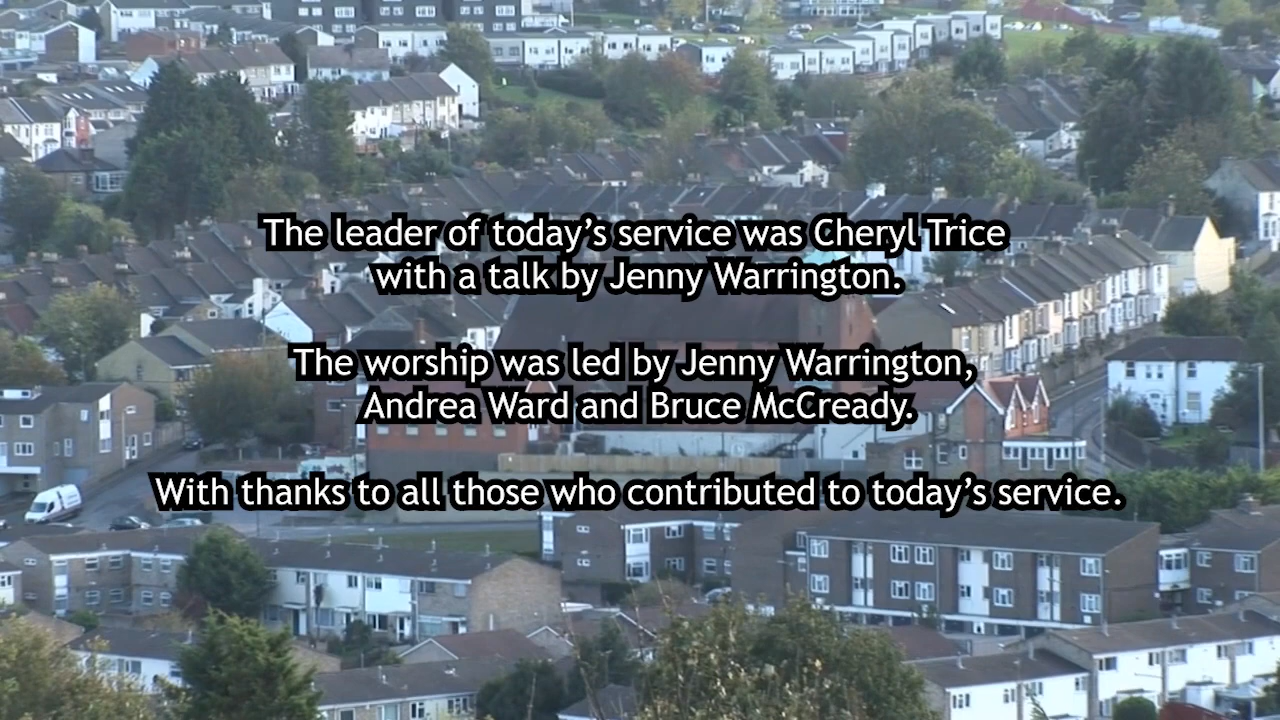 The leader of today’s service was Cheryl Trice
with a talk by Jenny Warrington.
The worship was led by Jenny Warrington,
Andrea Ward and Bruce McCready.
With thanks to all those who contributed to today’s service.